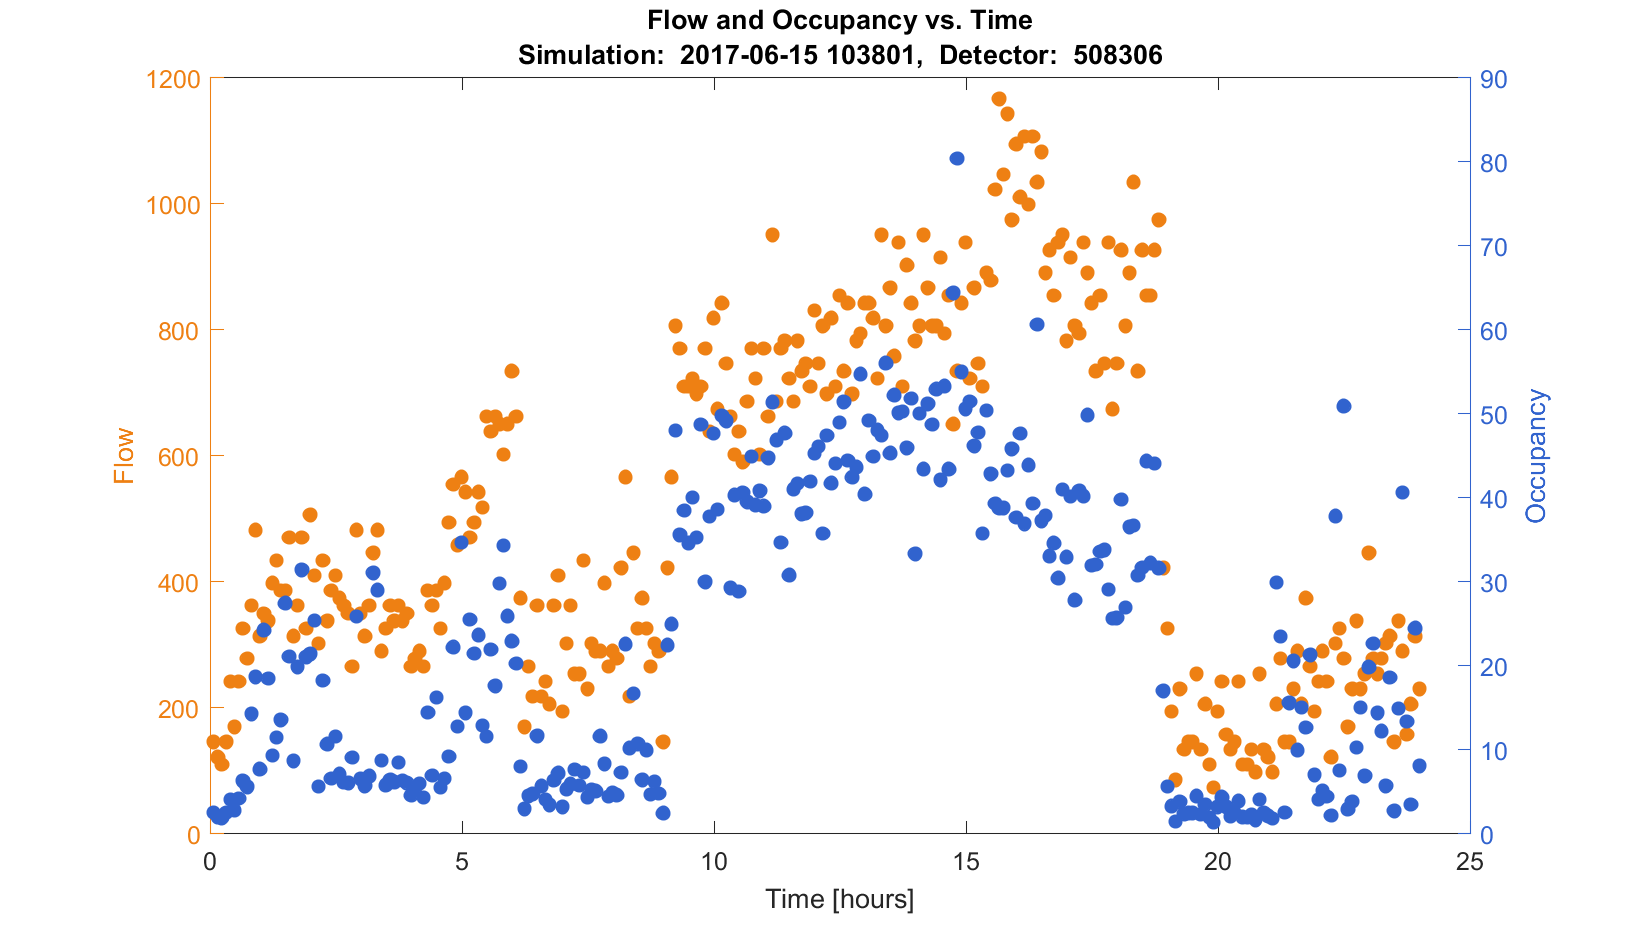 Flow and Occupancy vs. Time
Simulation:  2017-06-15 103801,  Detector:  508306
1200
1000
800
600
400
200
0
Flow
90
80
70
60
50
40
30
20
10
0
Occupancy
0 5 10 15 20 25
Time [hours]